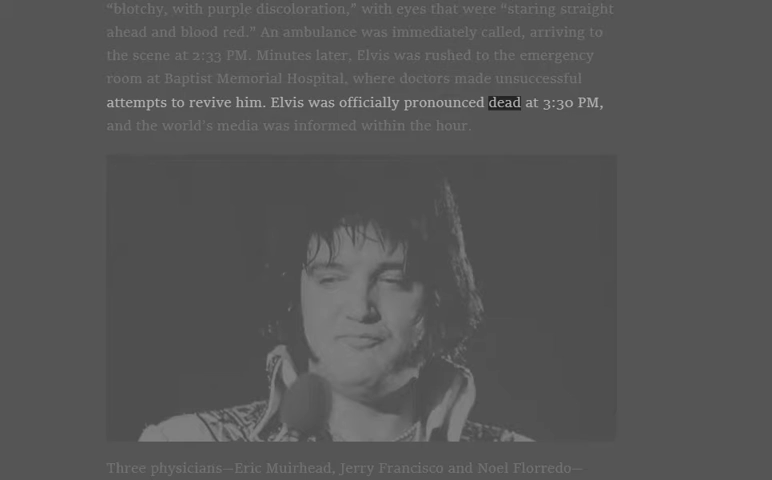 “blotchy, with purple discoloration,” with eyes that were “staring straight
ahead and blood red.” An ambulance was immediately called, arriving to
the scene at 2:33 PM. Minutes later, Elvis was rushed to the emergency
room at Baptist Memorial Hospital, where doctors made unsuccessful
attempts to revive him. Elvis was officially pronounced dead at 3:30 PM,
and the world’s media was informed within the hour.
Three physicians—Eric Muirhead, Jerry Francisco and Noel Florredo—